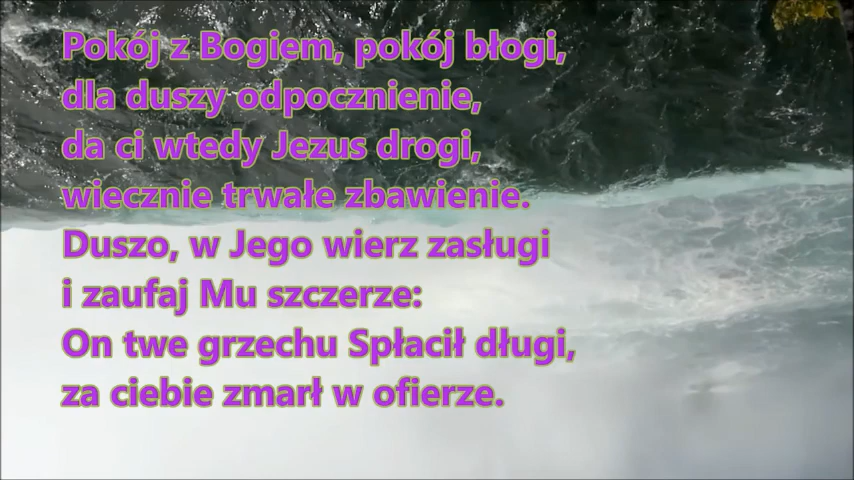 Pokój z Bogiem, pokój błogi,
dla duszy odpocznienie,
da ci wtedy Jezus drogi,
wiecznie trwałe zbawienie.
Duszo, w Jego wierz zasługi
i zaufaj Mu szczerze:
On twe grzechu Spłacił długi,
za ciebie zmarł w ofierze.